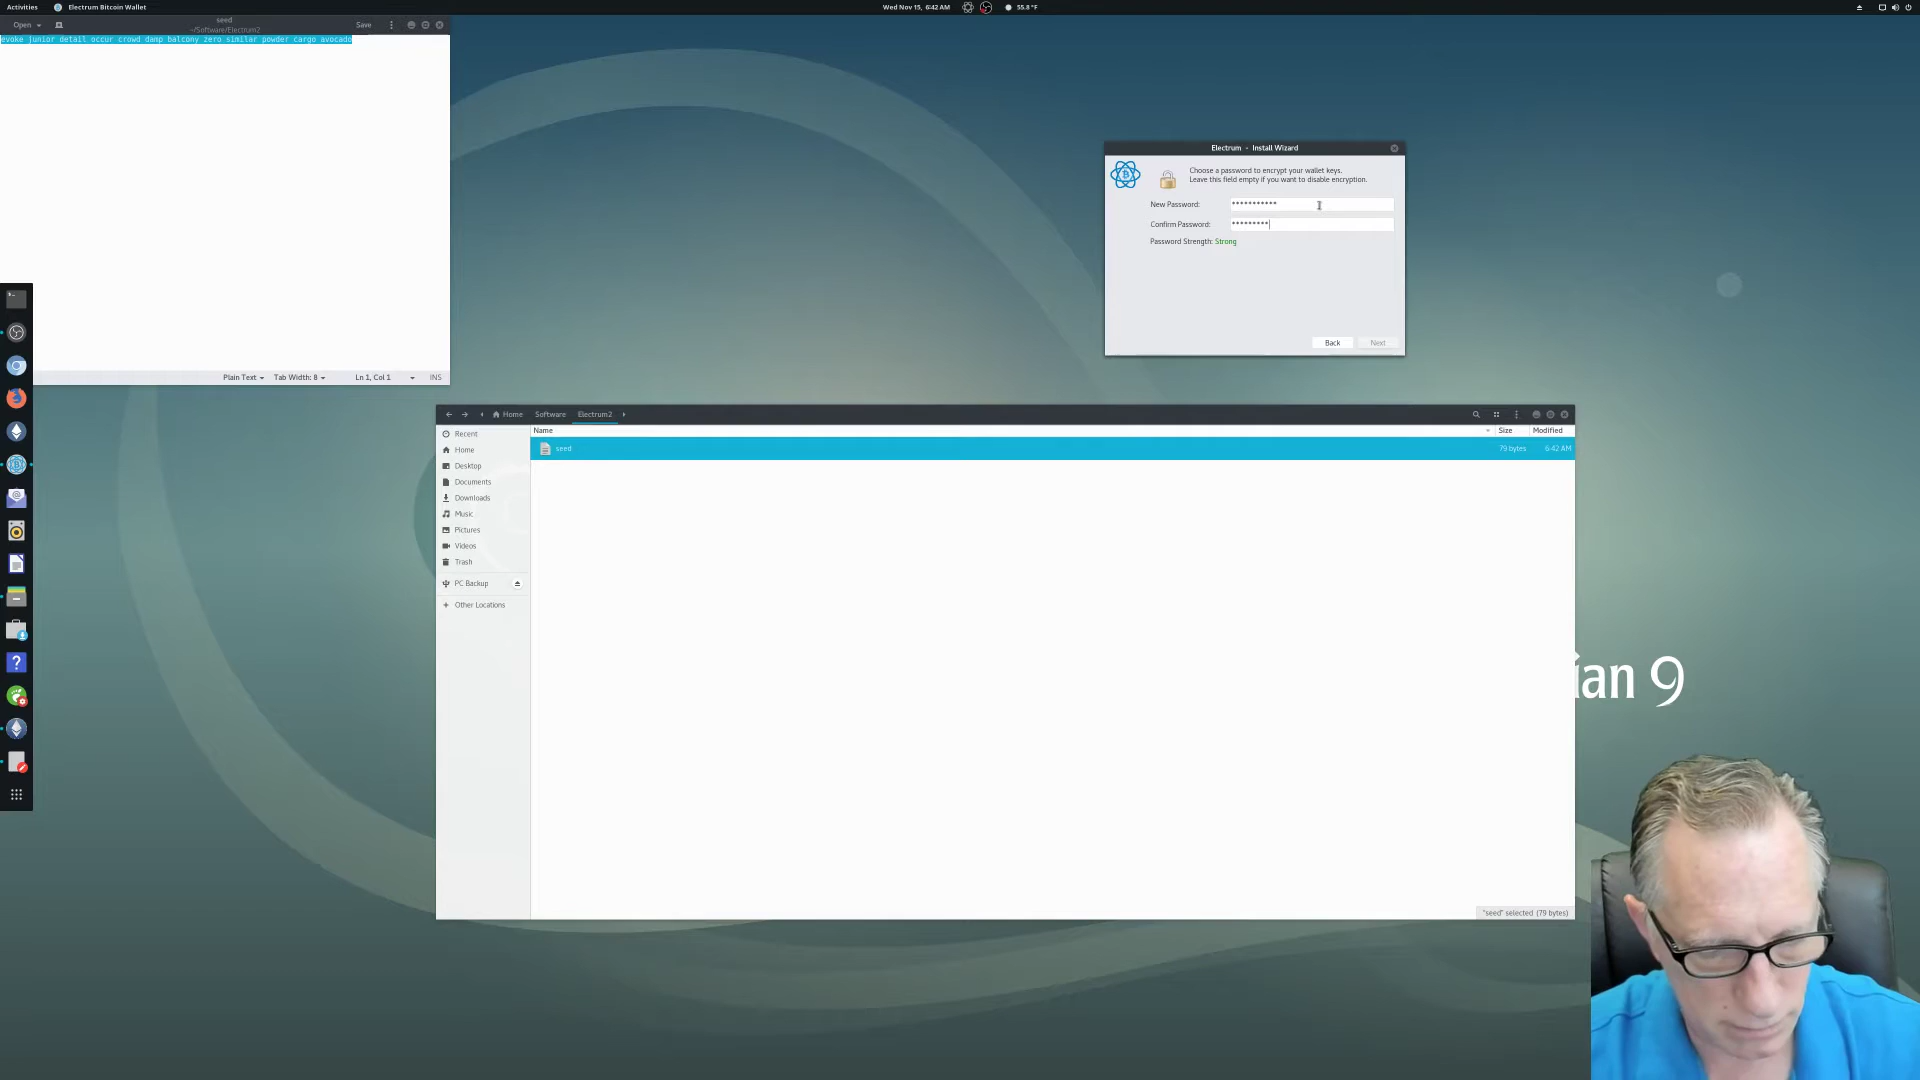 Activities Electrum Bitcoin Wallet Wed Nov 15, 6:42 AM 55.8 °F
Open seed Save
~/Software/Electrum2
evoke junior detail occur crowd damp balcony zero similar powder cargo avocado
Plain Text Tab Width: 8 Ln 1, Col 1 INS
Electrum - Install Wizard
Choose a password to encrypt your wallet keys.
Leave this field empty if you want to disable encryption.
New Password: ***********
Confirm Password: *********
Password Strength: Strong
Back Next
Home Software Electrum2
Name Size Modified
seed 79 bytes 6:42 AM
Recent
Home
Desktop
Documents
Downloads
Music
Pictures
Videos
Trash
PC Backup
Other Locations
"seed" selected (79 bytes)
ian 9